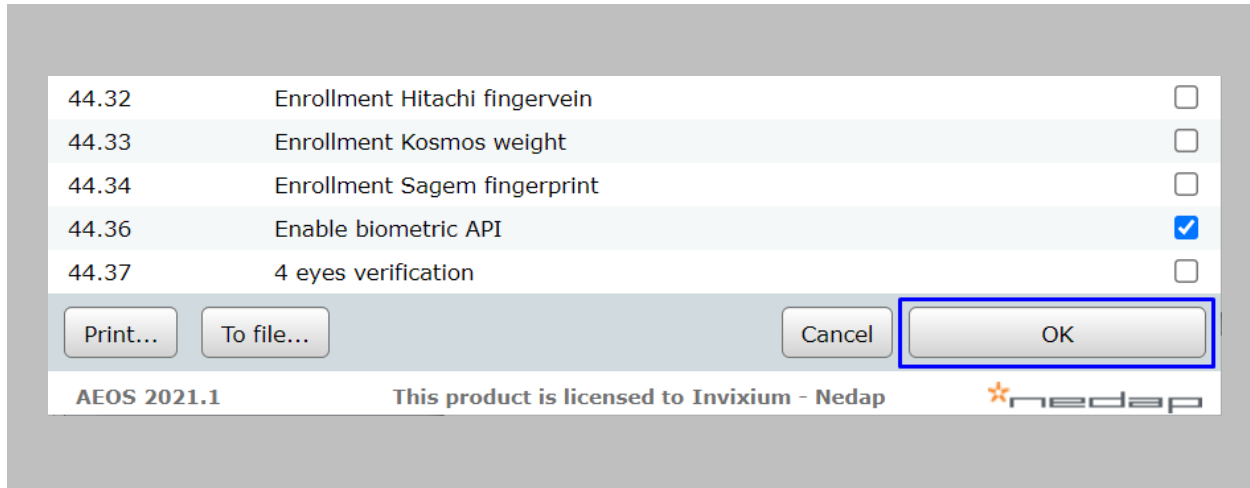 44.32 Enrollment Hitachi fingervein
44.33 Enrollment Kosmos weight
44.34 Enrollment Sagem fingerprint
44.36 Enable biometric API
44.37 4 eyes verification
Print... To file... Cancel OK
AEOS 2021.1 This product is licensed to Invixium - Nedap nedap